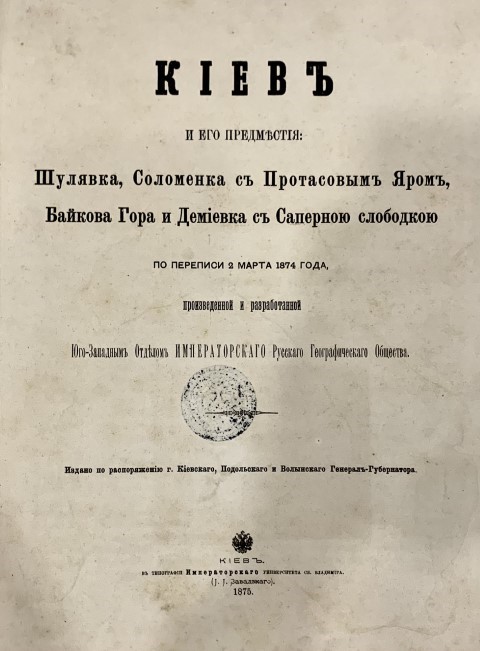 КІЕВЪ
И ЕГО ПРЕДМѢСТІЯ:
Шулявка, Соломенка съ Протасовымъ Яромъ,
Байкова Гора и Деміевка съ Саперною слободкою
ПО ПЕРЕПИСИ 2 МАРТА 1874 ГОДА,
произведенной и разработанной
Юго-Западнымъ Отдѣломъ ИМПЕРАТОРСКАГО Русскаго Географическаго Общества.
Издано по распоряженію г. Кіевскаго, Подольскаго и Волынскаго Генералъ-Губернатора.
КІЕВЪ.
ВЪ ТИПОГРАФІИ Императорскаго УНИВЕРСИТЕТА СВ. ВЛАДИМІРА.
(І. І. Завадзкаго).
1875.